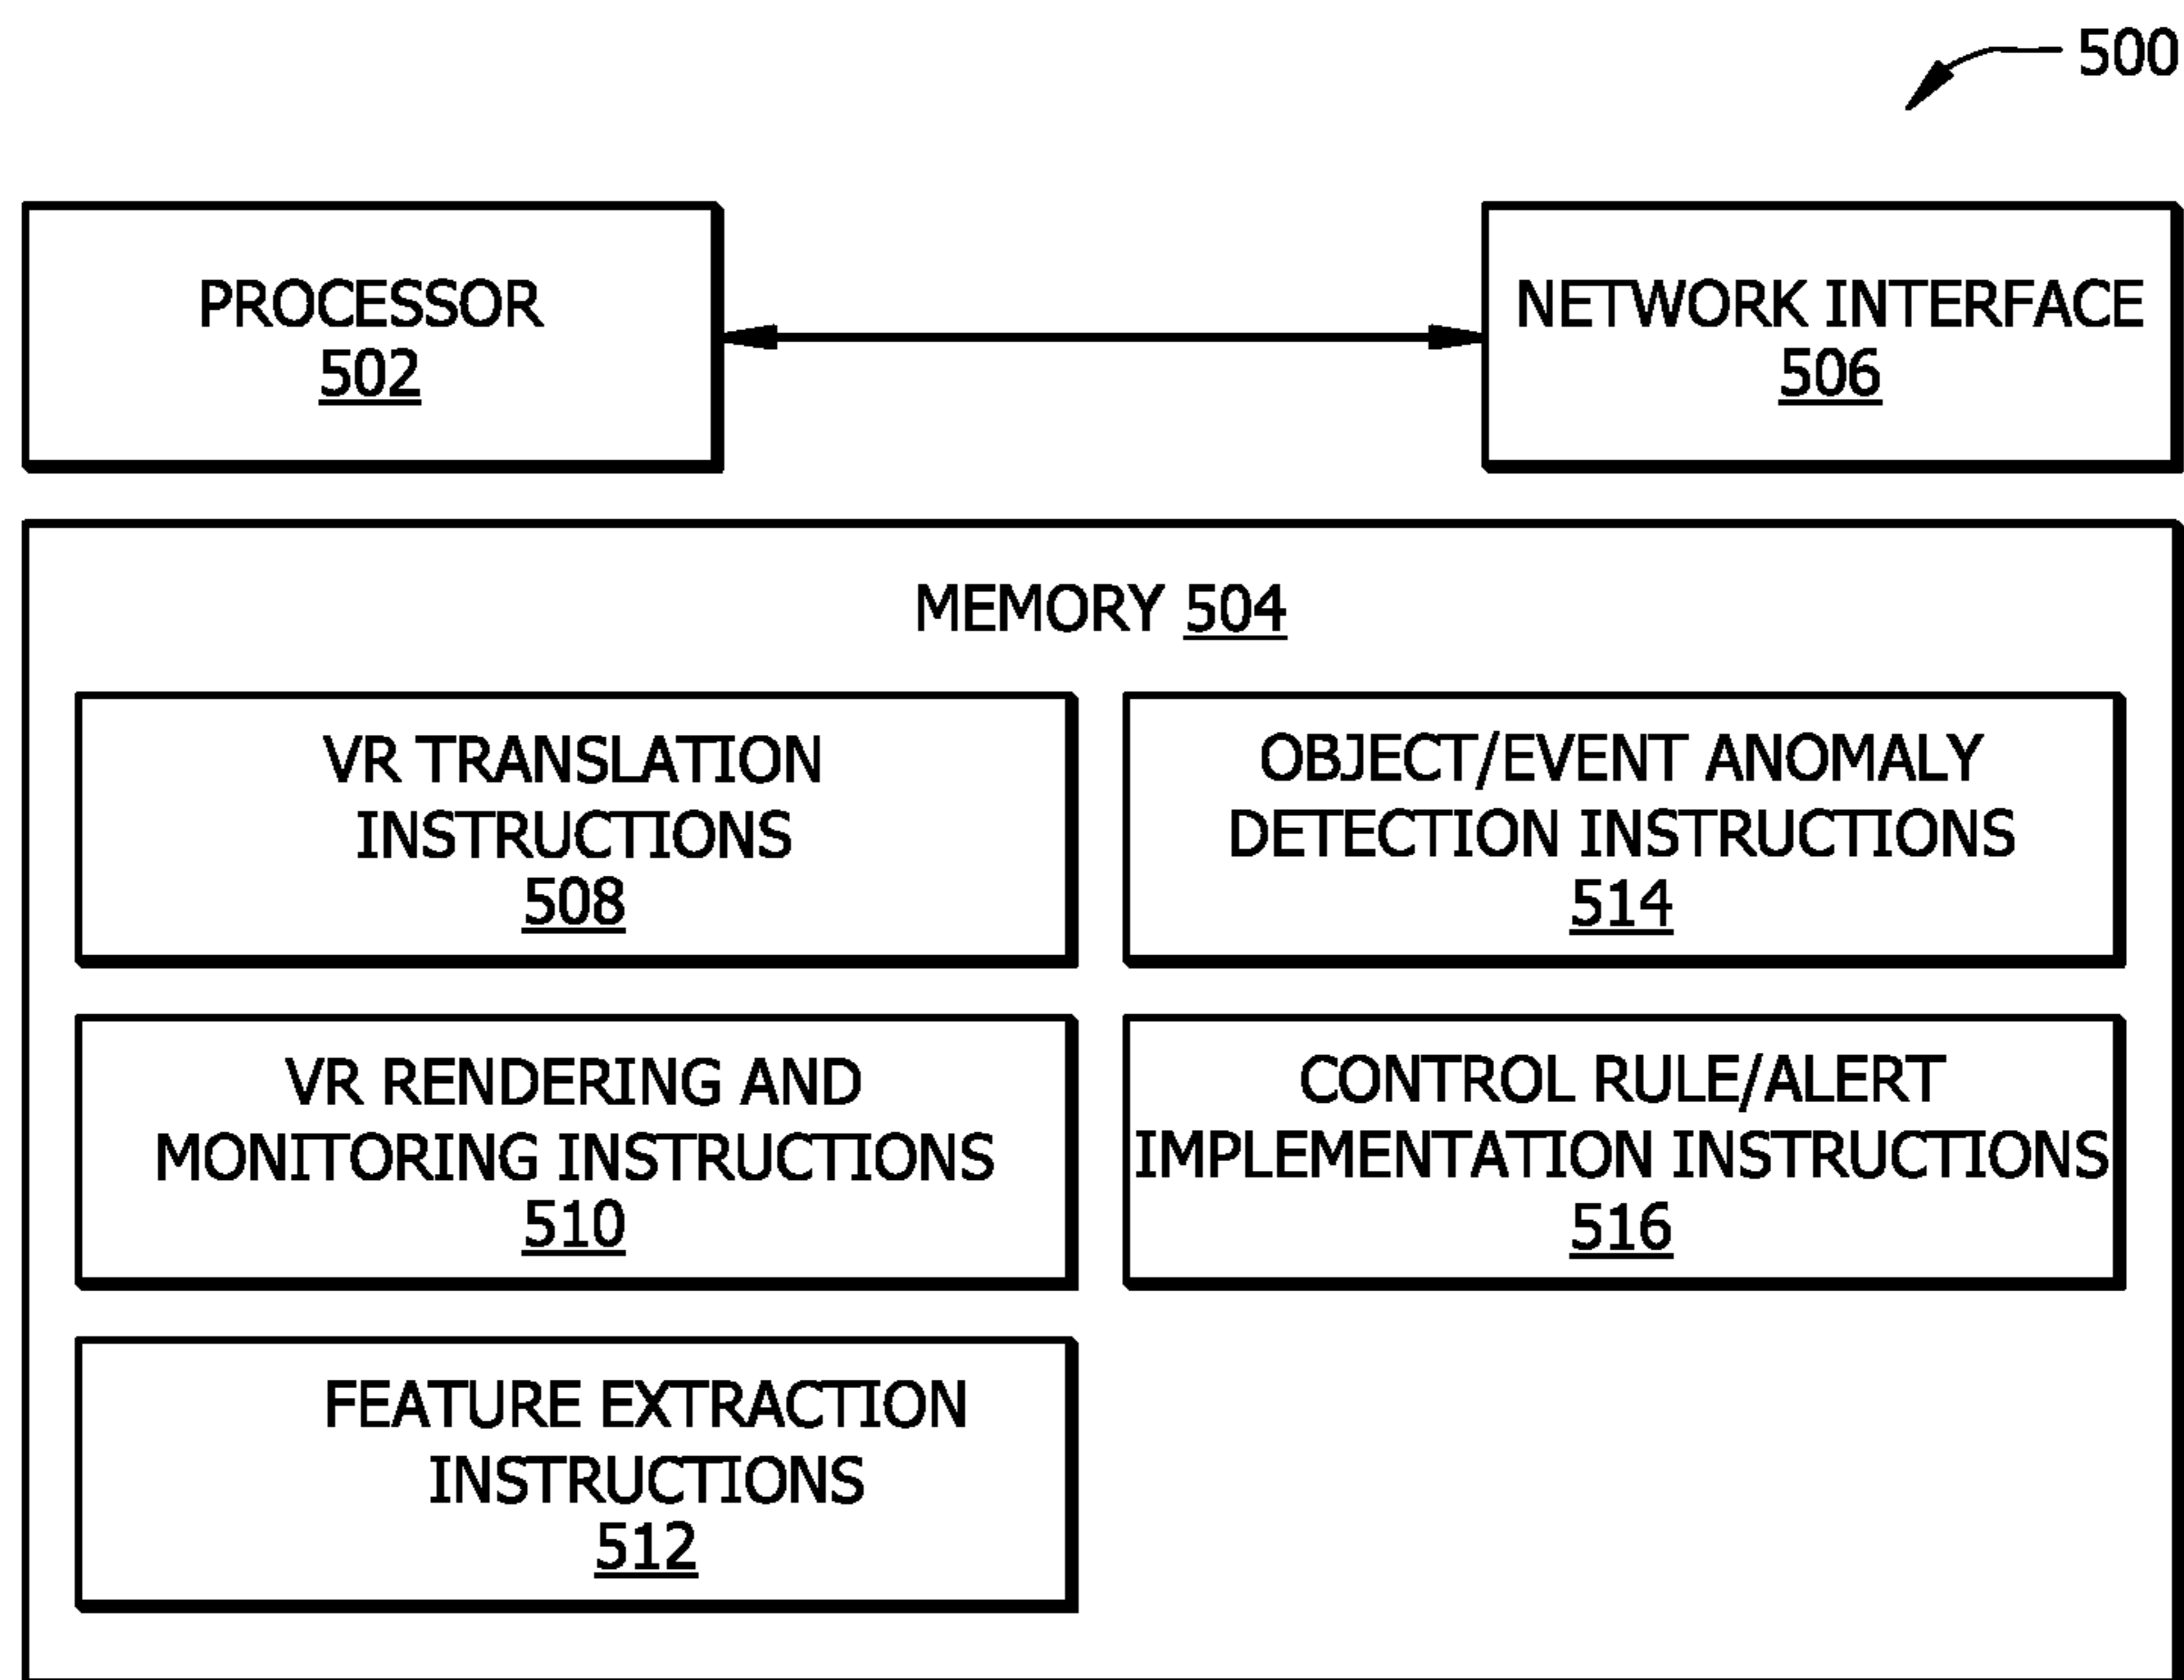 500
PROCESSOR
502
NETWORK INTERFACE
506
MEMORY 504
VR TRANSLATION
INSTRUCTIONS
508
OBJECT/EVENT ANOMALY
DETECTION INSTRUCTIONS
514
VR RENDERING AND
MONITORING INSTRUCTIONS
510
CONTROL RULE/ALERT
IMPLEMENTATION INSTRUCTIONS
516
FEATURE EXTRACTION
INSTRUCTIONS
512